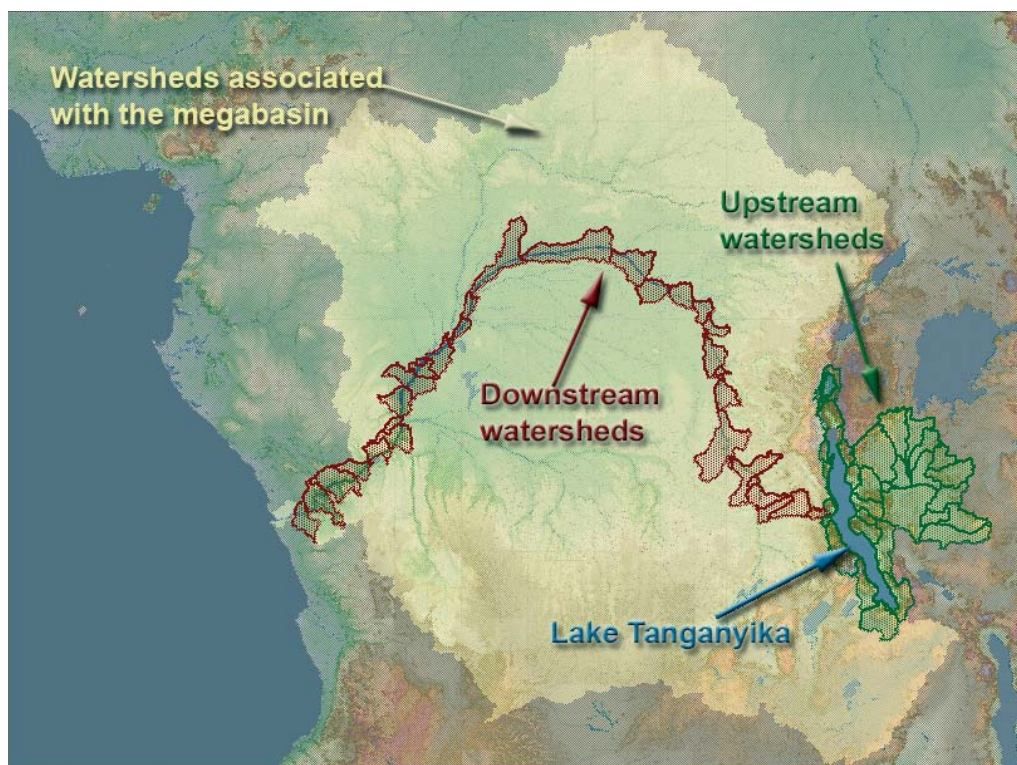 Watersheds associated
with the megabasin
Upstream
watersheds
Downstream
watersheds
Lake Tanganyika